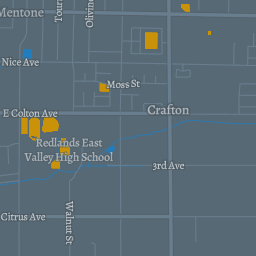 Mentone
Nice Ave
Moss St
E Colton Ave
Crafton
Redlands East
Valley High School
3rd Ave
Citrus Ave
Walnut St